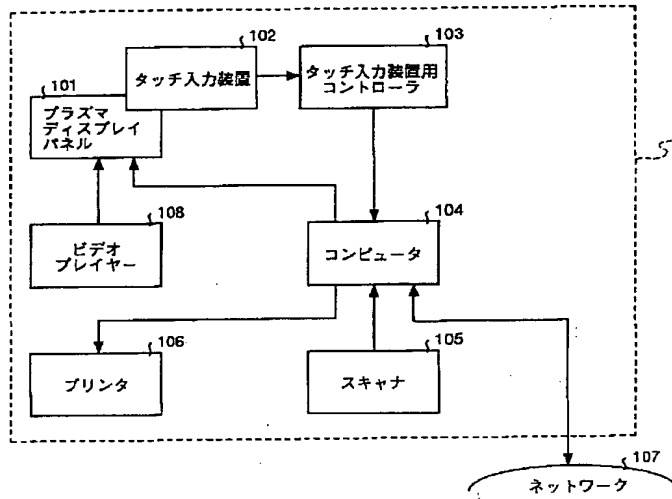 102
タッチ入力装置
103
タッチ入力装置用
コントローラ
101
プラズマ
ディスプレイ
パネル
S
108
ビデオ
プレイヤー
104
コンピュータ
106
プリンタ
105
スキャナ
107
ネットワーク